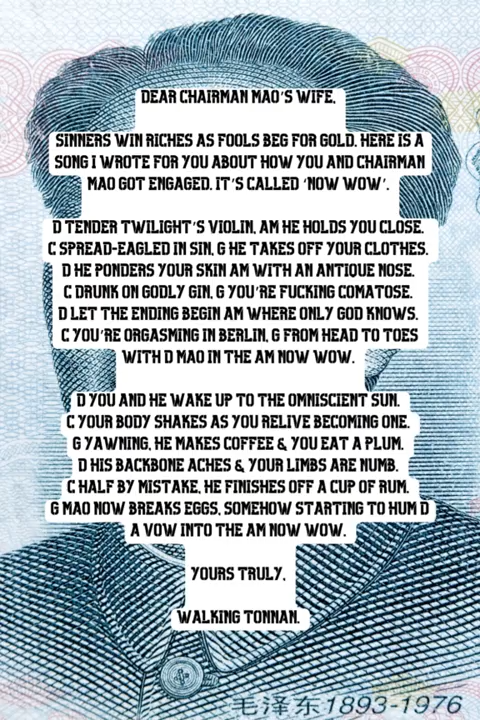 DEAR CHAIRMAN MAO'S WIFE,
SINNERS WIN RICHES AS FOOLS BEG FOR GOLD. HERE IS A
SONG I WROTE FOR YOU ABOUT HOW YOU AND CHAIRMAN
MAO GOT ENGAGED. IT'S CALLED 'NOW WOW'.
D TENDER TWILIGHT'S VIOLIN, AM HE HOLDS YOU CLOSE.
C SPREAD-EAGLED IN SIN, G HE TAKES OFF YOUR CLOTHES.
D HE PONDERS YOUR SKIN AM WITH AN ANTIQUE NOSE.
C DRUNK ON GODLY GIN, G YOU'RE FUCKING COMATOSE.
D LET THE ENDING BEGIN AM WHERE ONLY GOD KNOWS.
C YOU'RE ORGASMING IN BERLIN, G FROM HEAD TO TOES
WITH D MAO IN THE AM NOW WOW.
D YOU AND HE WAKE UP TO THE OMNISCIENT SUN.
C YOUR BODY SHAKES AS YOU RELIVE BECOMING ONE.
G YAWNING, HE MAKES COFFEE & YOU EAT A PLUM.
D HIS BACKBONE ACHES & YOUR LIMBS ARE NUMB.
C HALF BY MISTAKE, HE FINISHES OFF A CUP OF RUM.
G MAO NOW BREAKS EGGS, SOMEHOW STARTING TO HUM D
A VOW INTO THE AM NOW WOW.
YOURS TRULY,
WALKING TONNAN.
毛泽东1893-1976